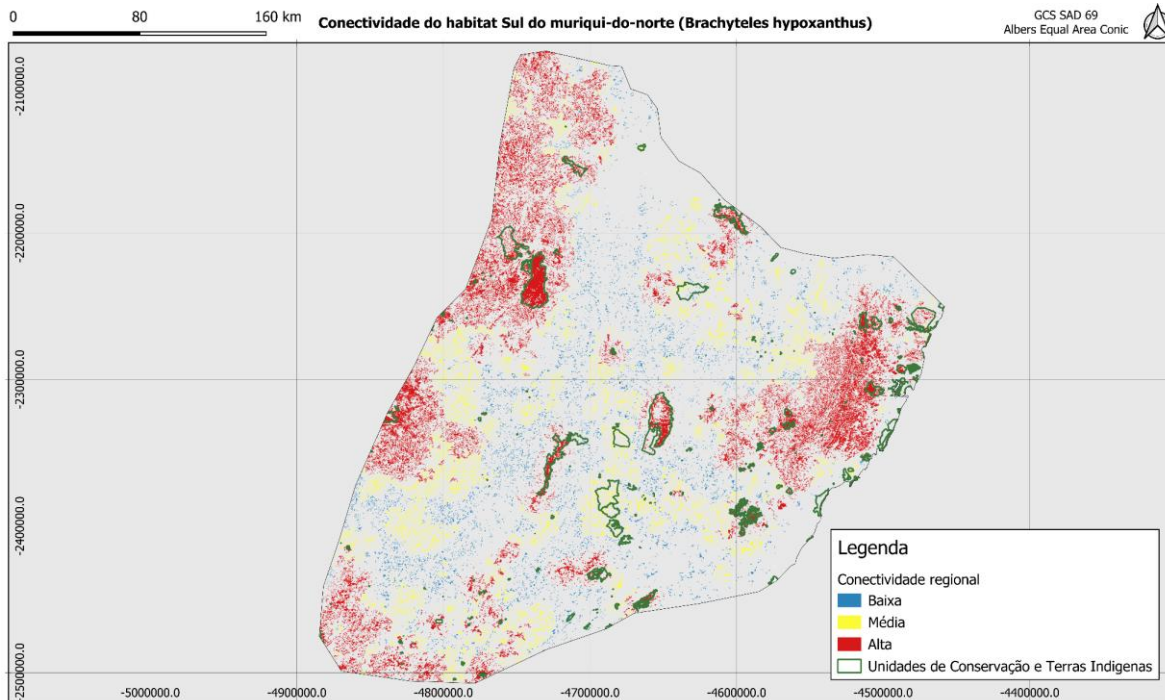 0 80 160 km
Conectividade do habitat Sul do muriqui-do-norte (Brachyteles hypoxanthus)
GCS SAD 69
Albers Equal Area Conic
-2100000.0
-2200000.0
-2300000.0
-2400000.0
-2500000.0
Legenda
Conectividade regional
Baixa
Média
Alta
Unidades de Conservação e Terras Indigenas
-5000000.0 -4900000.0 -4800000.0 -4700000.0 -4600000.0 -4500000.0 -4400000.0